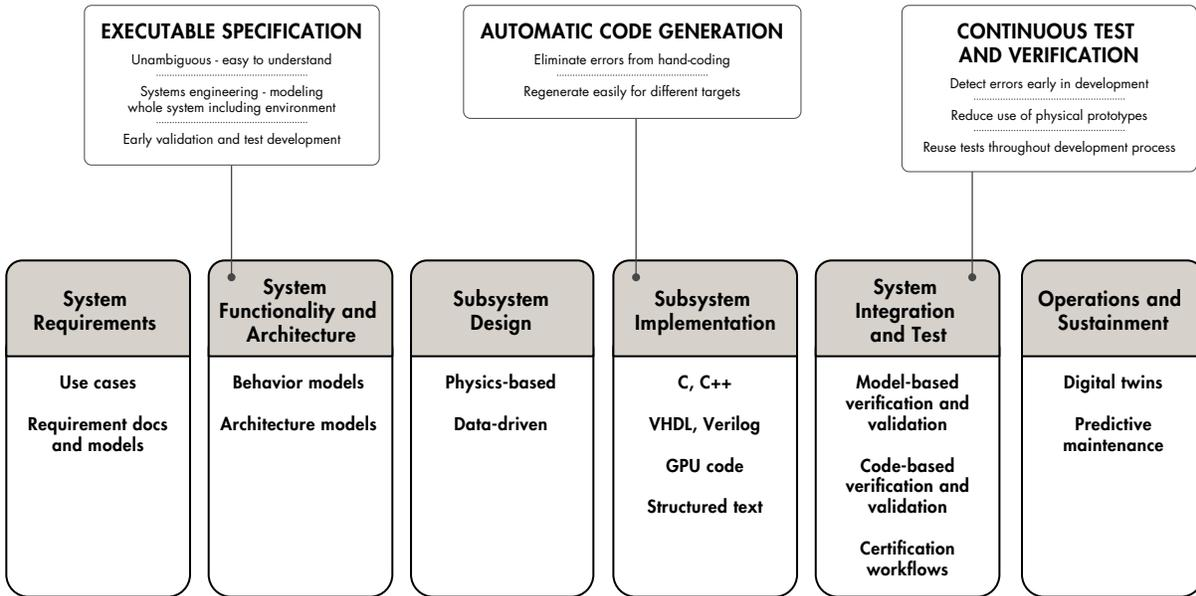 EXECUTABLE SPECIFICATION
Unambiguous - easy to understand
Systems engineering - modeling
whole system including environment
Early validation and test development
AUTOMATIC CODE GENERATION
Eliminate errors from hand-coding
Regenerate easily for different targets
CONTINUOUS TEST
AND VERIFICATION
Detect errors early in development
Reduce use of physical prototypes
Reuse tests throughout development process
System
Requirements
Use cases
Requirement docs
and models
System
Functionality and
Architecture
Behavior models
Architecture models
Subsystem
Design
Physics-based
Data-driven
Subsystem
Implementation
C, C++
VHDL, Verilog
GPU code
Structured text
System
Integration
and Test
Model-based
verification and
validation
Code-based
verification and
validation
Certification
workflows
Operations and
Sustainment
Digital twins
Predictive
maintenance